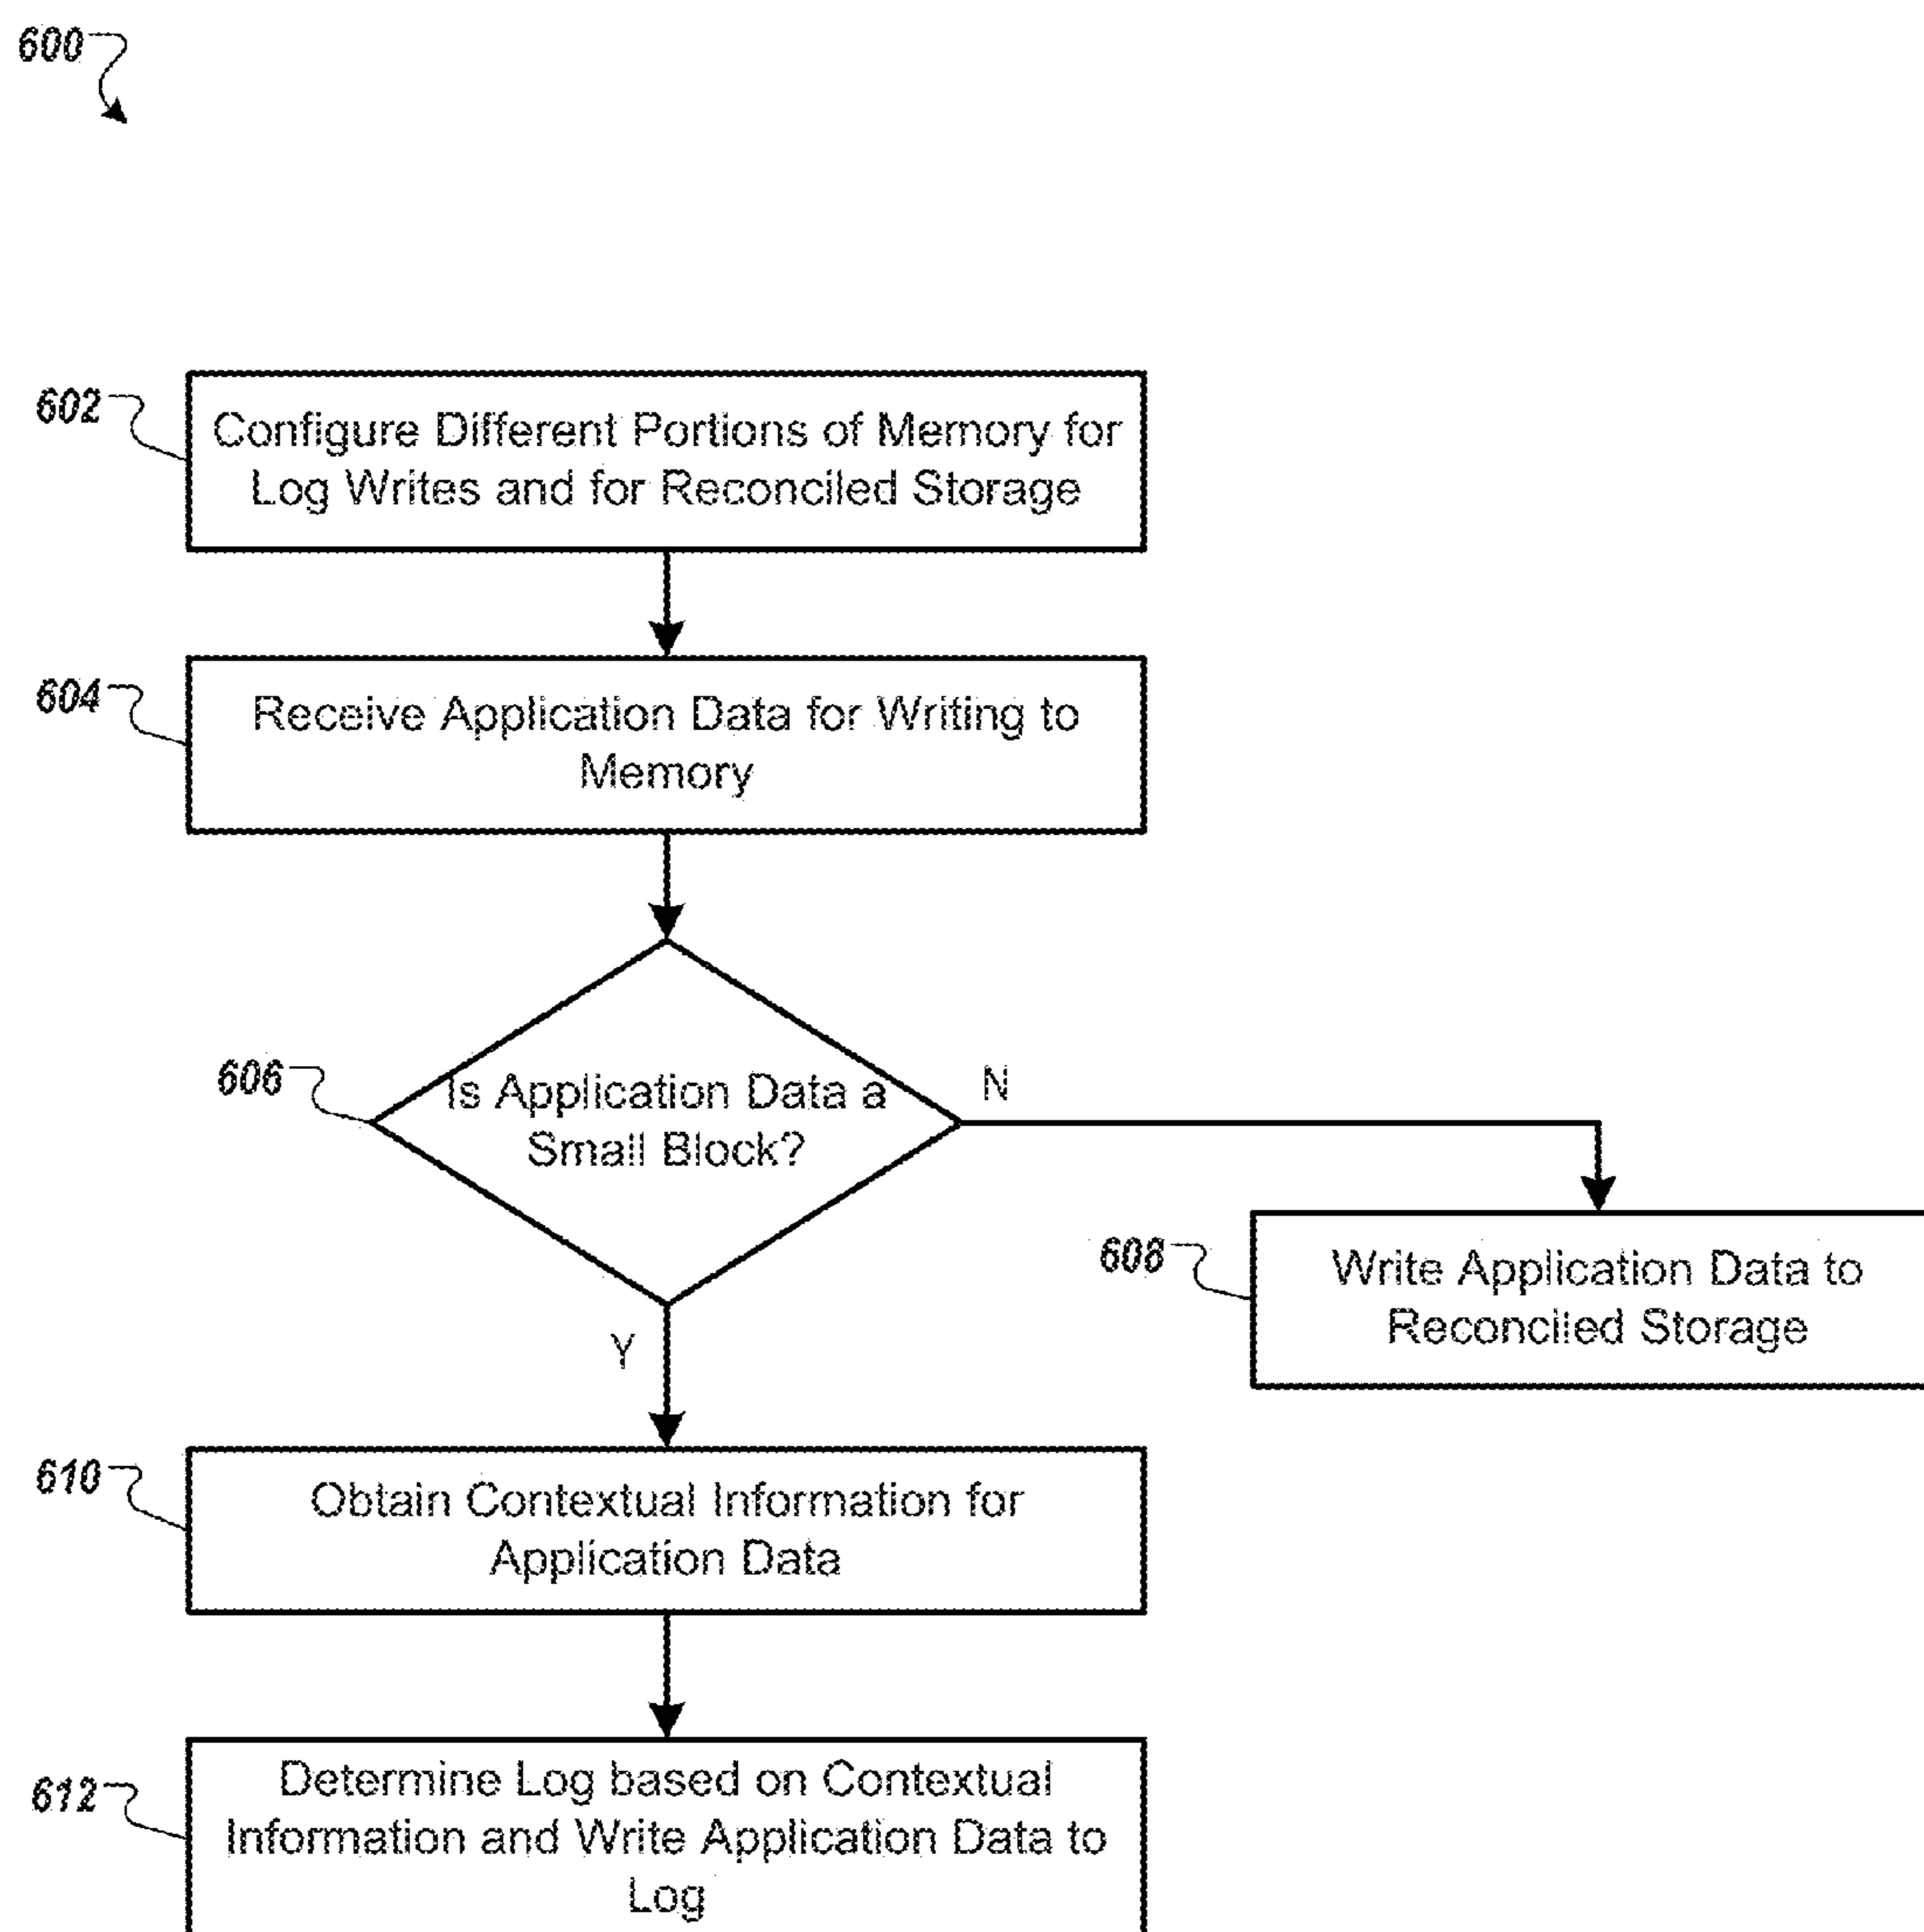 600
602
Configure Different Portions of Memory for
Log Writes and for Reconciled Storage
604
Receive Application Data for Writing to
Memory
606
Is Application Data a
Small Block?
N
608
Write Application Data to
Reconciled Storage
Y
610
Obtain Contextual Information for
Application Data
612
Determine Log based on Contextual
Information and Write Application Data to
Log